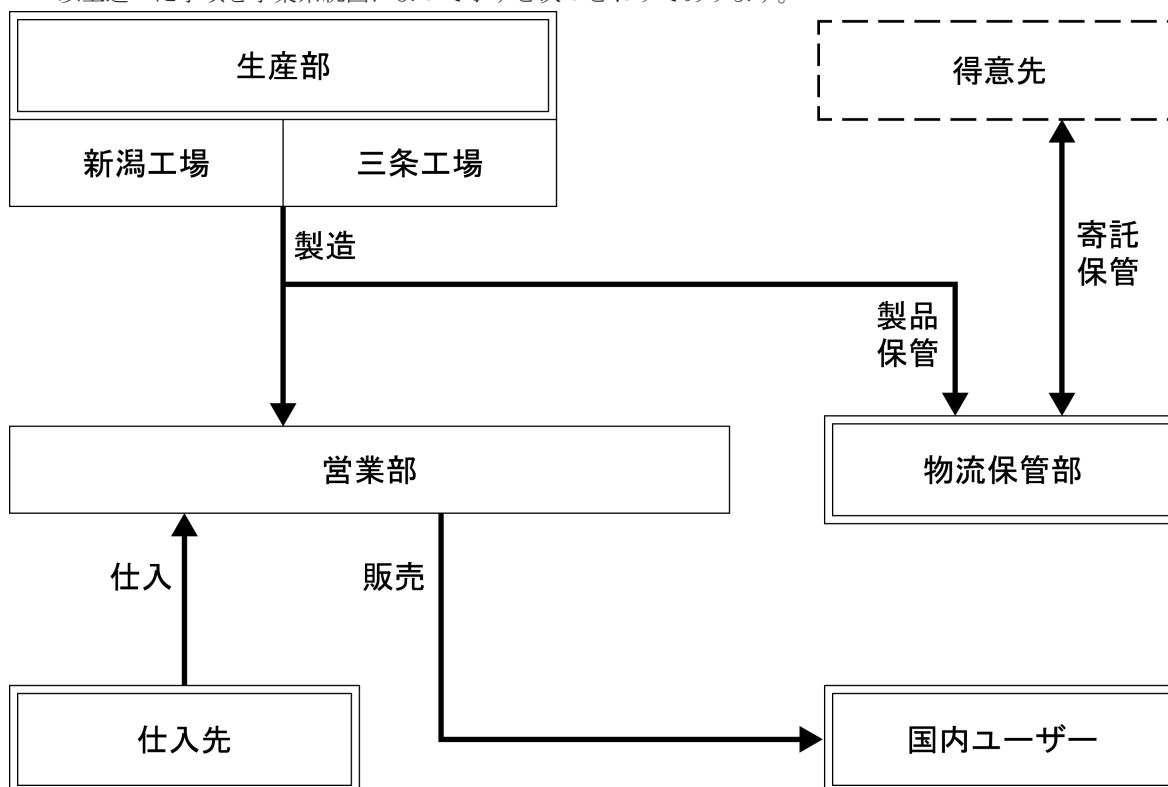 生産部
得意先
新潟工場
三条工場
製造
寄託
保管
製品
保管
営業部
物流保管部
仕入
販売
仕入先
国内ユーザー